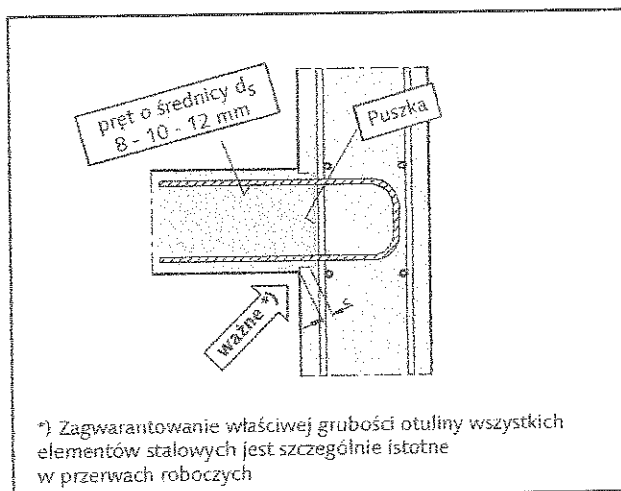 pręt o średnicy ds
8 - 10 - 12 mm
Puszka
ważne *)
s
*) Zagwarantowanie właściwej grubości otuliny wszystkich
elementów stalowych jest szczególnie istotne
w przerwach roboczych